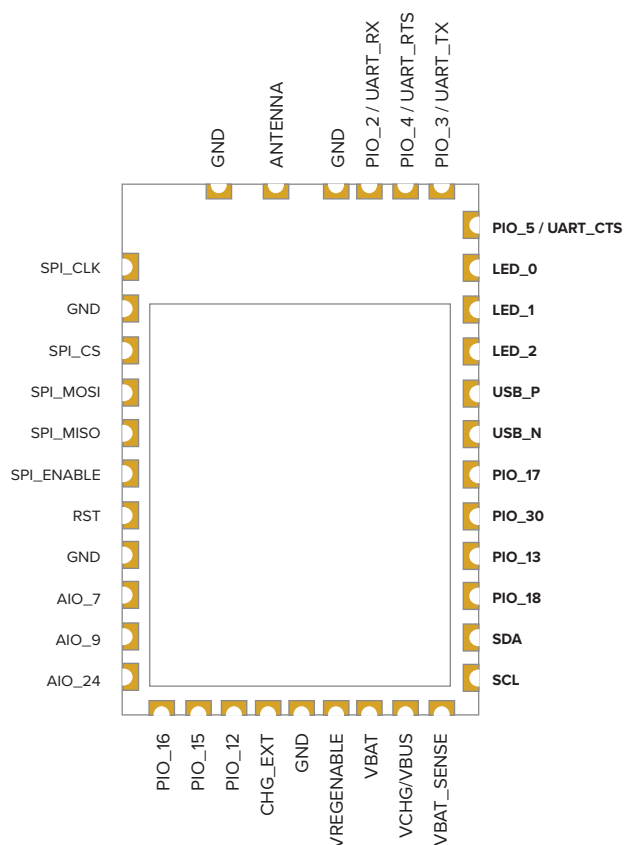 GND
ANTENNA
GND
PIO_2 / UART_RX
PIO_4 / UART_RTS
PIO_3 / UART_TX
PIO_5 / UART_CTS
LED_0
LED_1
LED_2
USB_P
USB_N
PIO_17
PIO_30
PIO_13
PIO_18
SDA
SCL
SPI_CLK
GND
SPI_CS
SPI_MOSI
SPI_MISO
SPI_ENABLE
RST
GND
AIO_7
AIO_9
AIO_24
PIO_16
PIO_15
PIO_12
CHG_EXT
GND
VREGENABLE
VBAT
VCHG/VBUS
VBAT_SENSE